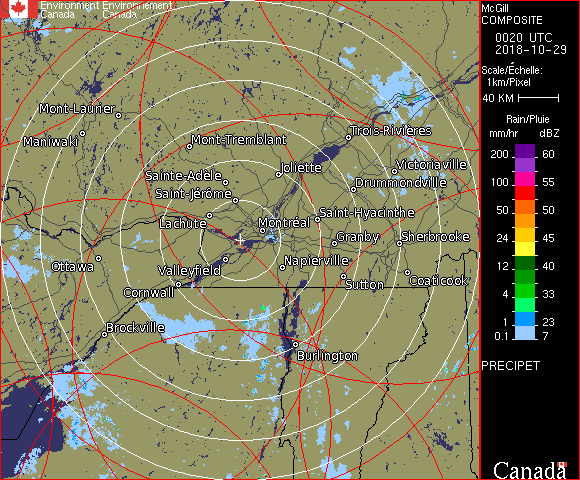 Environment Environnement
Canada Canada
McGill
COMPOSITE
0020 UTC
2018-10-29
Scale/Échelle:
1km/Pixel
40 KM
Rain/Pluie
mm/hr dBZ
200 60
150 57
100 55
50 50
24 45
12 40
4 33
1 23
0.1 7
PRECIPET
Canada
Mont-Laurier
Maniwaki
Mont-Tremblant
Trois-Rivières
Sainte-Adèle
Joliette
Victoriaville
Drummondville
Saint-Jérôme
Lachute
Montréal
Saint-Hyacinthe
Granby
Sherbrooke
Ottawa
Valleyfield
Napierville
Cornwall
Sutton
Coaticook
Brockville
Burlington